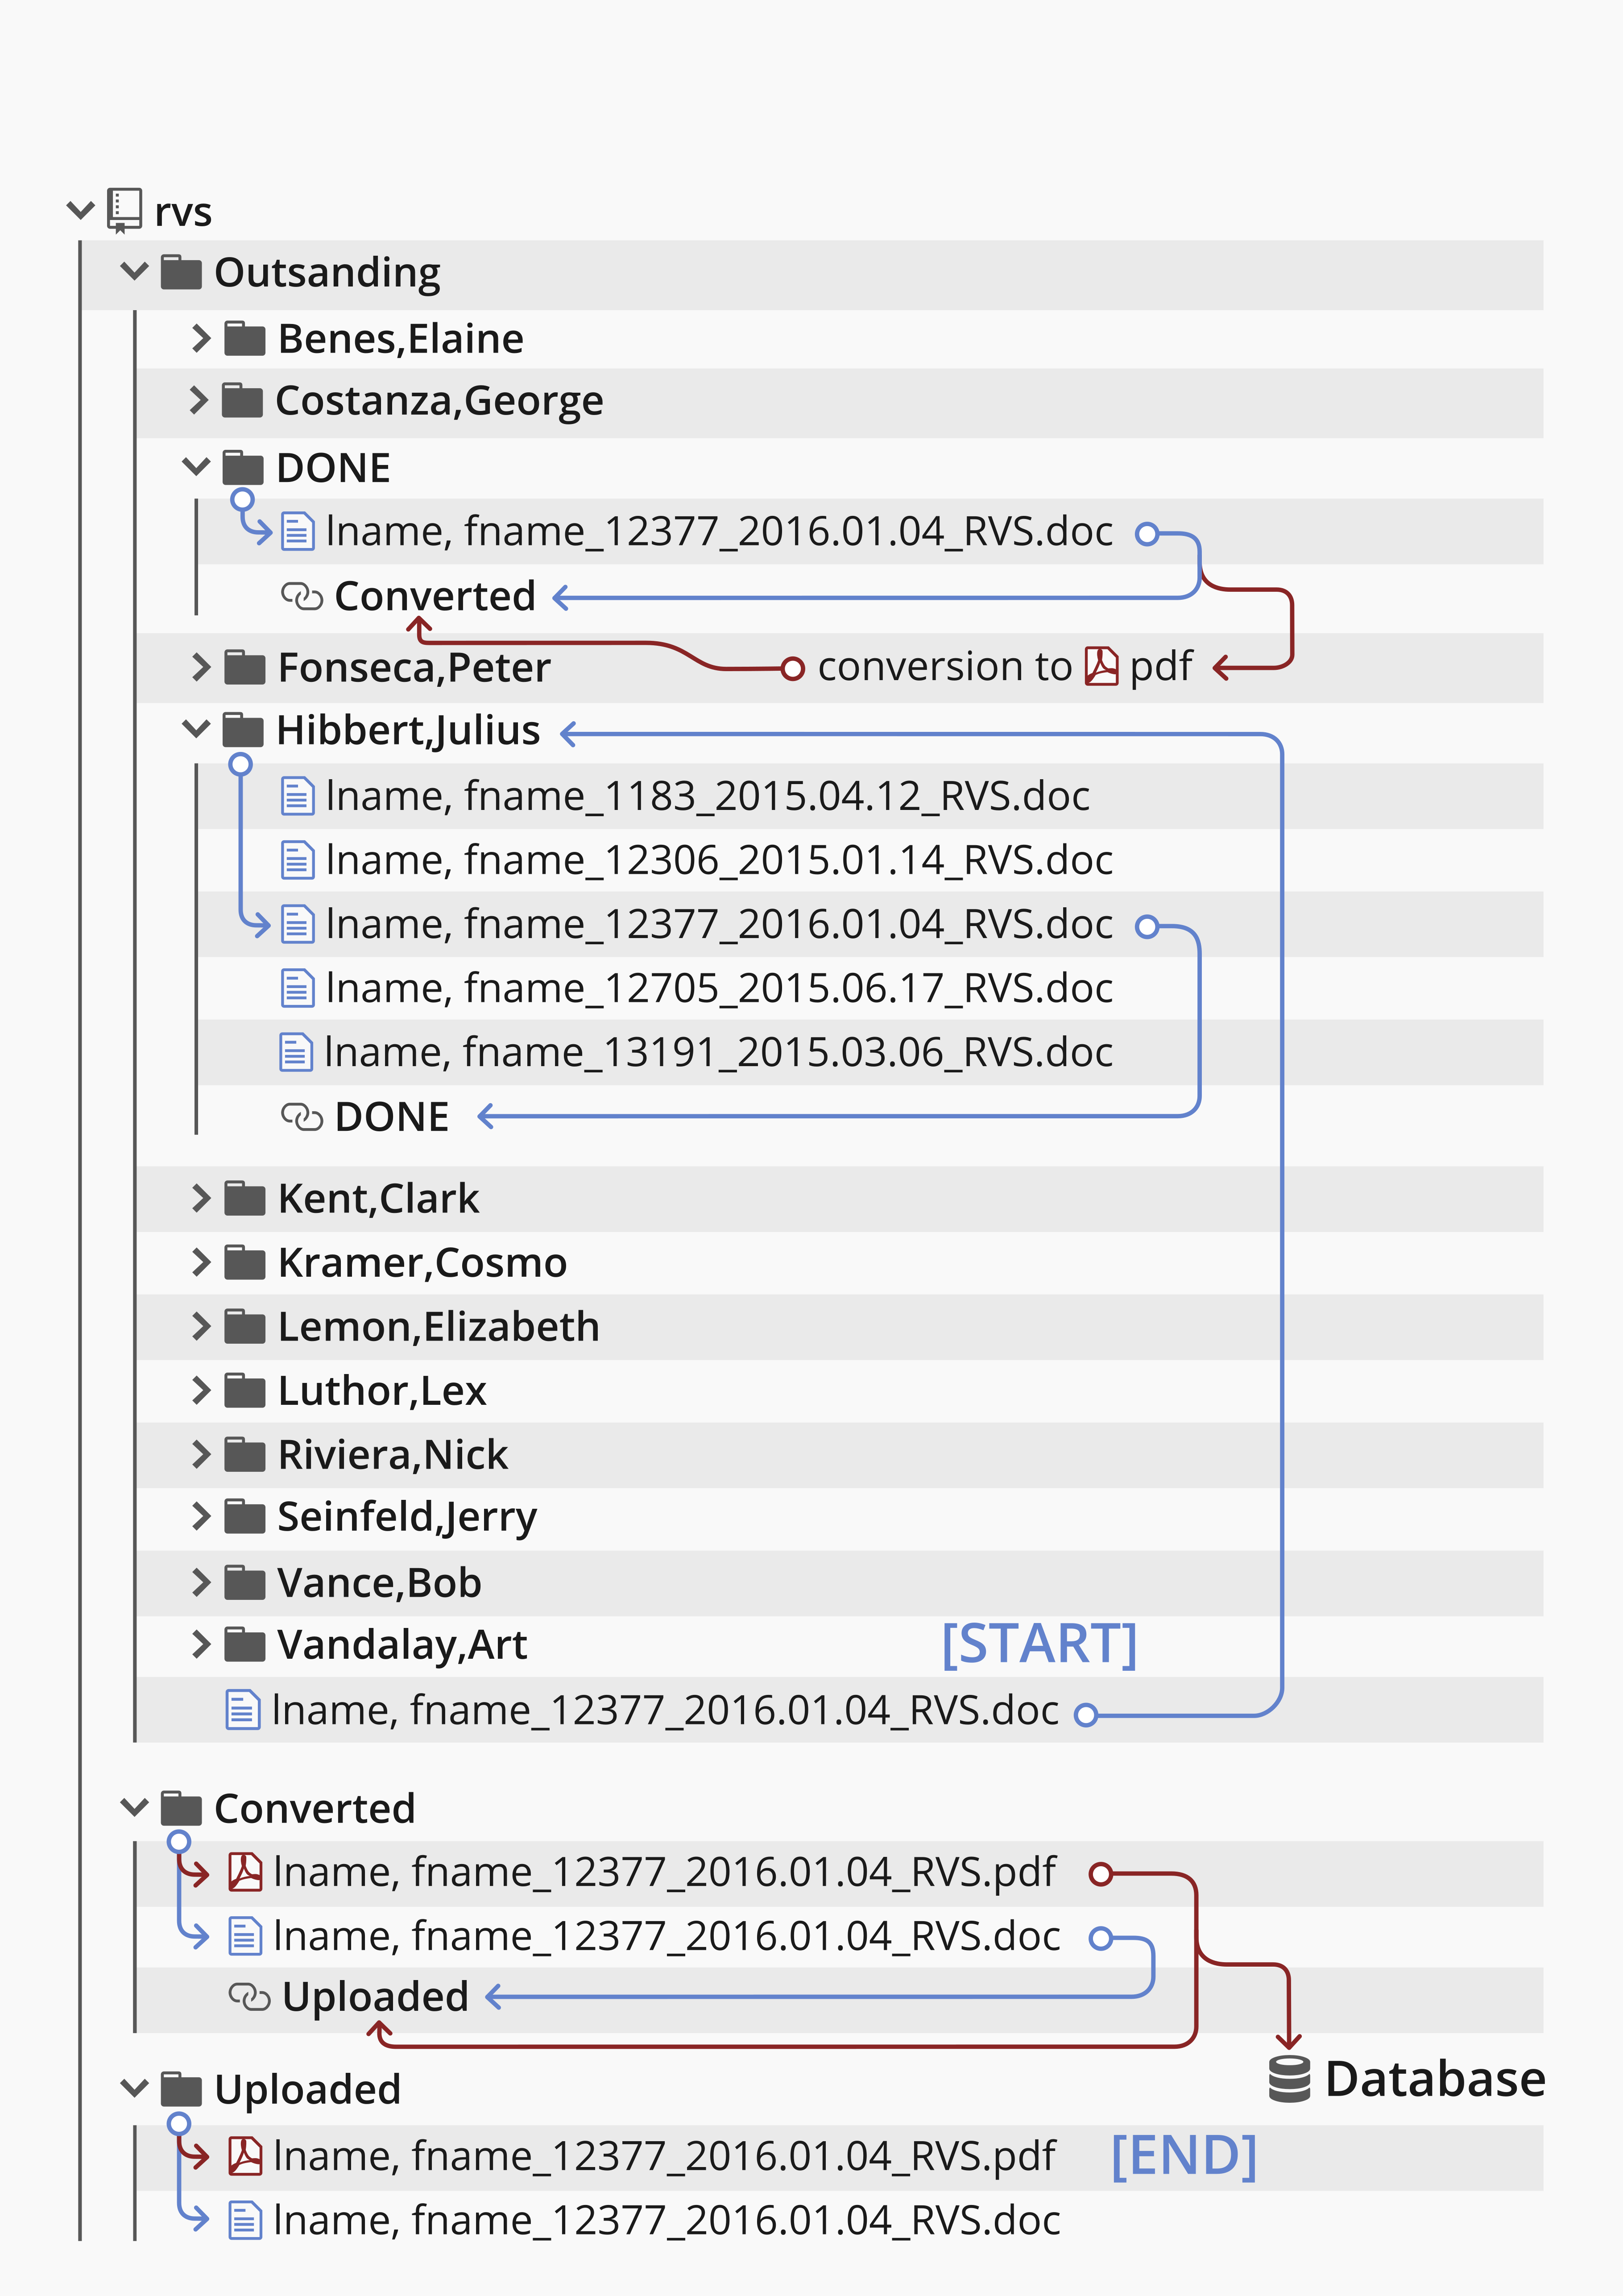 rvs
Outsanding
Benes,Elaine
Costanza,George
DONE
lname, fname_12377_2016.01.04_RVS.doc
Converted
Fonseca,Peter conversion to pdf
Hibbert,Julius
lname, fname_1183_2015.04.12_RVS.doc
lname, fname_12306_2015.01.14_RVS.doc
lname, fname_12377_2016.01.04_RVS.doc
lname, fname_12705_2015.06.17_RVS.doc
lname, fname_13191_2015.03.06_RVS.doc
DONE
Kent,Clark
Kramer,Cosmo
Lemon,Elizabeth
Luthor,Lex
Riviera,Nick
Seinfeld,Jerry
Vance,Bob
Vandalay,Art [START]
lname, fname_12377_2016.01.04_RVS.doc
Converted
lname, fname_12377_2016.01.04_RVS.pdf
lname, fname_12377_2016.01.04_RVS.doc
Uploaded
Uploaded Database
lname, fname_12377_2016.01.04_RVS.pdf [END]
lname, fname_12377_2016.01.04_RVS.doc